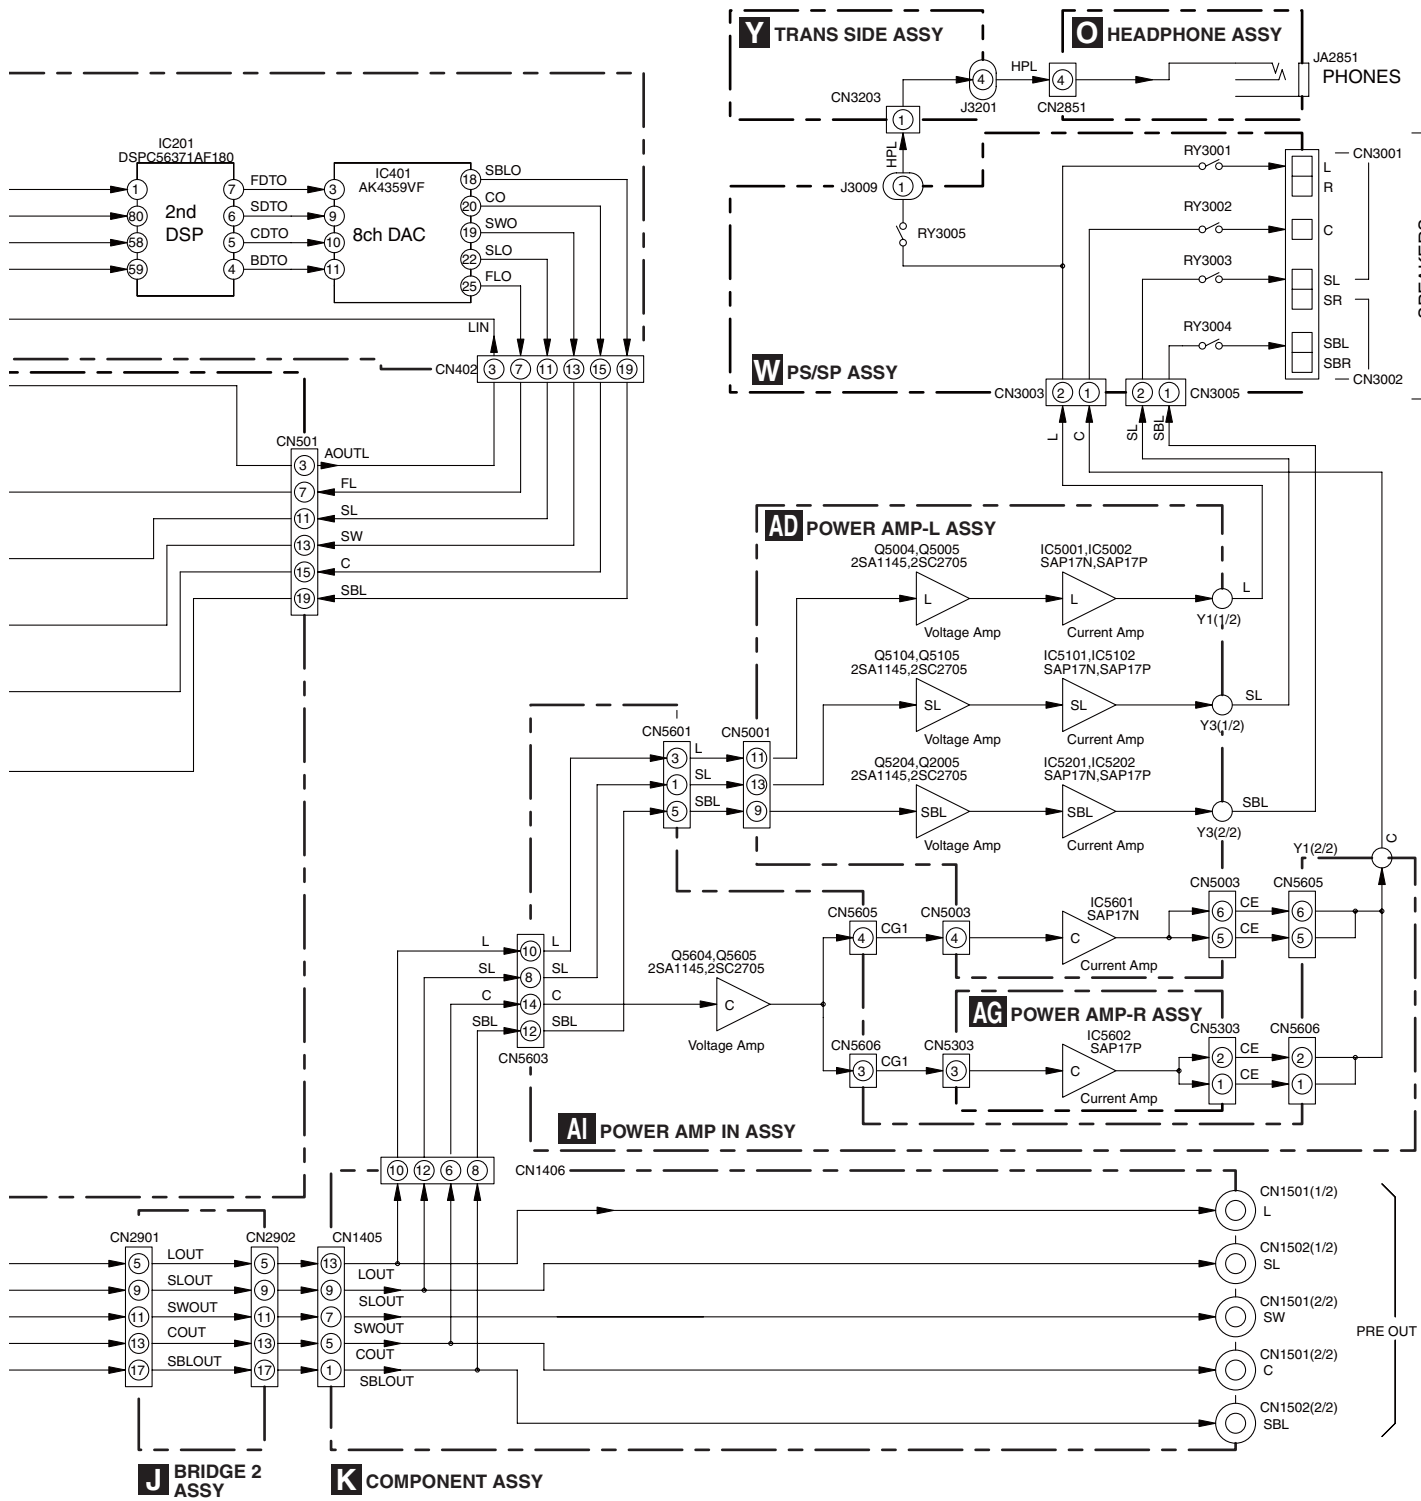 Y TRANS SIDE ASSY
O HEADPHONE ASSY
JA2851
PHONES
HPL
4
4
CN3203
J3201
CN2851
1
HPL
J3009
1
RY3005
RY3001
L
R
CN3001
RY3002
C
RY3003
SL
SR
RY3004
SBL
SBR
CN3002
W PS/SP ASSY
CN3003 2 1
2 1 CN3005
L
C
SL
SBL
IC201
DSPC56371AF180
1
80
58
59
2nd
DSP
7 FDTO
6 SDTO
5 CDTO
4 BDTO
IC401
AK4359VF
8ch DAC
3
9
10
11
18 SBLO
20 CO
19 SWO
22 SLO
25 FLO
LIN
CN402 3 7 11 13 15 19
CN501
3 AOUTL
7 FL
11 SL
13 SW
15 C
19 SBL
AD POWER AMP-L ASSY
Q5004,Q5005
2SA1145,2SC2705
IC5001,IC5002
SAP17N,SAP17P
L
L
L
Voltage Amp
Current Amp
Y1(1/2)
Q5104,Q5105
2SA1145,2SC2705
IC5101,IC5102
SAP17N,SAP17P
SL
SL
SL
Voltage Amp
Current Amp
Y3(1/2)
Q5204,Q2005
2SA1145,2SC2705
IC5201,IC5202
SAP17N,SAP17P
SBL
SBL
SBL
Voltage Amp
Current Amp
Y3(2/2)
CN5601
CN5001
3 L 11
1 SL 13
5 SBL 9
C
Y1(2/2)
CN5605
CN5003
4 CG1 4
IC5601
SAP17N
C
Current Amp
CN5003
CN5605
6 CE 6
5 CE 5
L 10 L
SL 8 SL
C 14 C
SBL 12 SBL
CN5603
Q5604,Q5605
2SA1145,2SC2705
C
Voltage Amp
AG POWER AMP-R ASSY
CN5606
CN5303
3 CG1 3
IC5602
SAP17P
C
Current Amp
CN5303
CN5606
2 CE 2
1 CE 1
AI POWER AMP IN ASSY
10 12 6 8 CN1406
CN2901
CN2902
CN1405
5 LOUT 5 13
9 SLOUT 9 9
11 SWOUT 11 7
13 COUT 13 5
17 SBLOUT 17 1
LOUT
SLOUT
SWOUT
COUT
SBLOUT
CN1501(1/2)
L
CN1502(1/2)
SL
CN1501(2/2)
SW
CN1501(2/2)
C
CN1502(2/2)
SBL
PRE OUT
J BRIDGE 2
ASSY
K COMPONENT ASSY